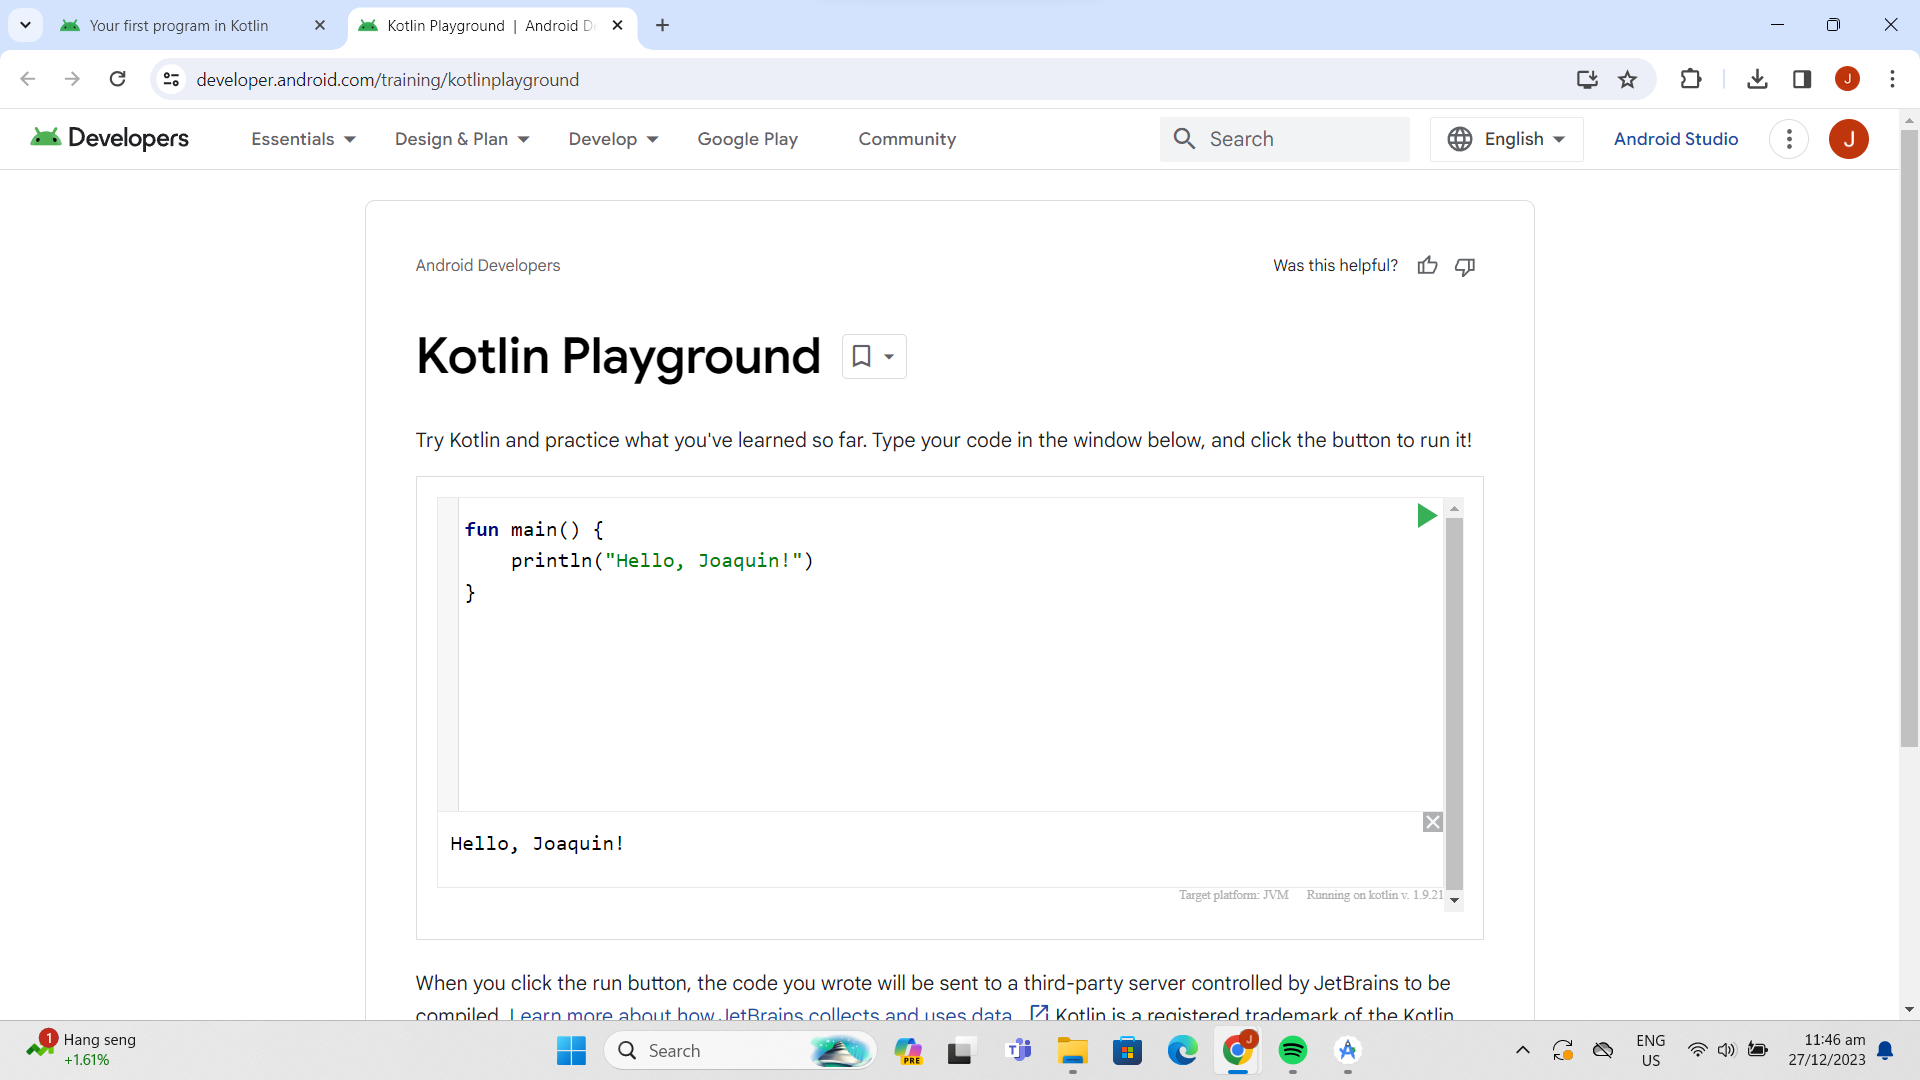 Your first program in Kotlin
Kotlin Playground | Android De
developer.android.com/training/kotlinplayground
J
Developers
Essentials
Design & Plan
Develop
Google Play
Community
Search
English
Android Studio
J
Android Developers
Was this helpful?
Kotlin Playground
Try Kotlin and practice what you've learned so far. Type your code in the window below, and click the button to run it!
fun main() {
    println("Hello, Joaquin!")
}
Hello, Joaquin!
Target platform: JVM Running on kotlin v. 1.9.21
When you click the run button, the code you wrote will be sent to a third-party server controlled by JetBrains to be
compiled. Learn more about how JetBrains collects and uses data. Kotlin is a registered trademark of the Kotlin
1
Hang seng
+1.61%
Search
PRE
J
ENG
US
11:46 am
27/12/2023